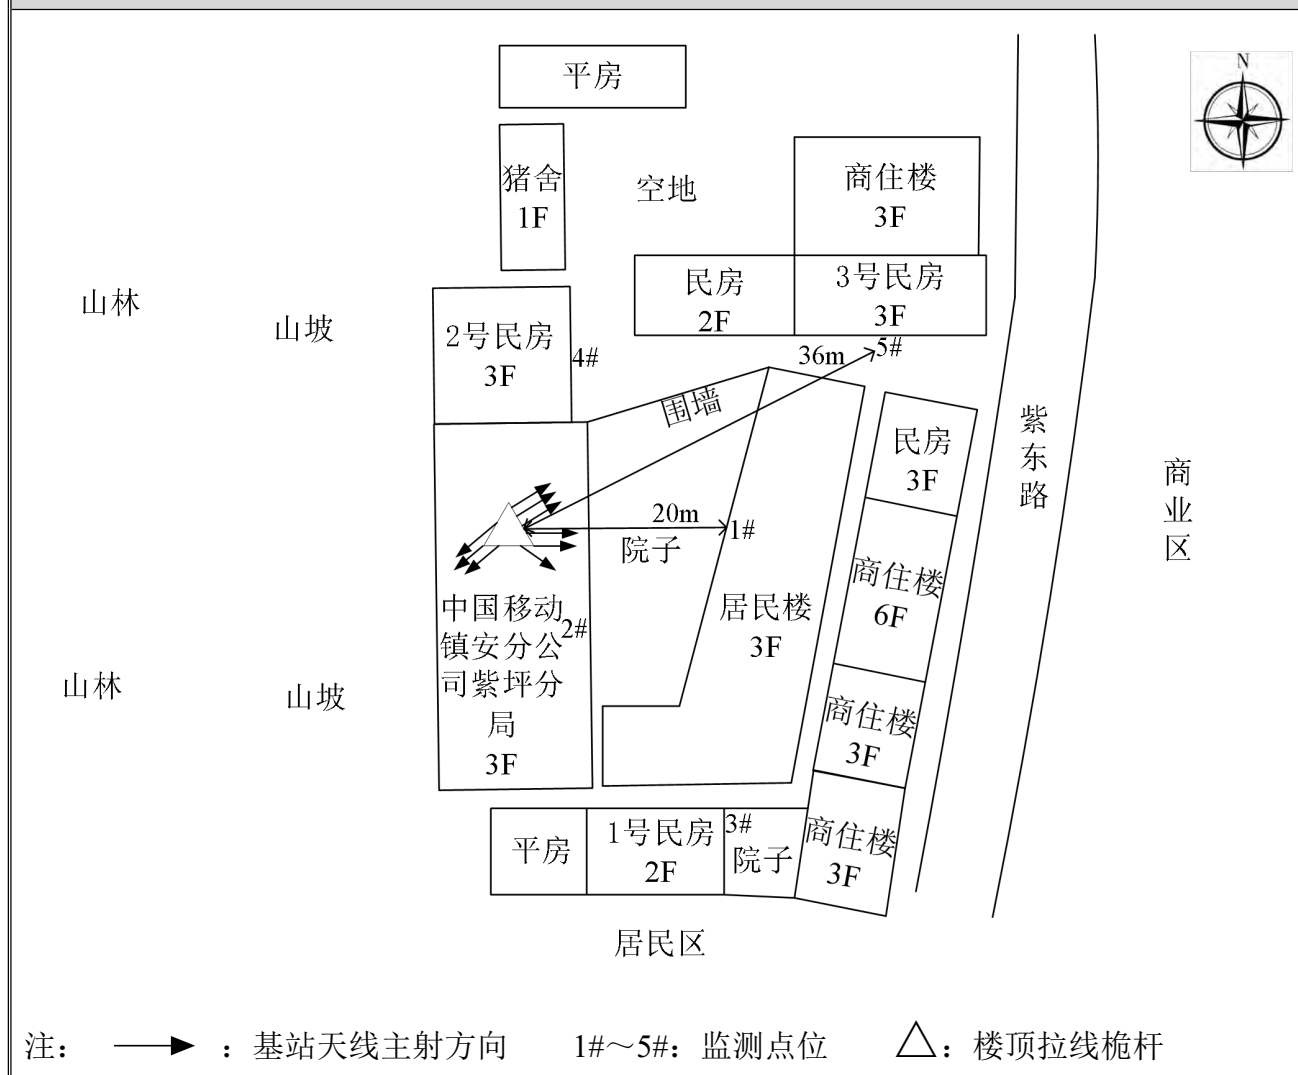 N
平房
猪舍
1F
空地
商住楼
3F
民房
2F
3号民房
3F
山林
山坡
2号民房
3F
4#
36m
5#
围墙
紫东路
民房
3F
商业区
20m
1#
院子
商住楼
6F
中国移动
镇安分公
司紫坪分
局
3F
2#
居民楼
3F
山林
山坡
商住楼
3F
平房
1号民房
2F
3#
院子
商住楼
3F
居民区
注： ：基站天线主射方向 1#～5#：监测点位 ：楼顶拉线桅杆